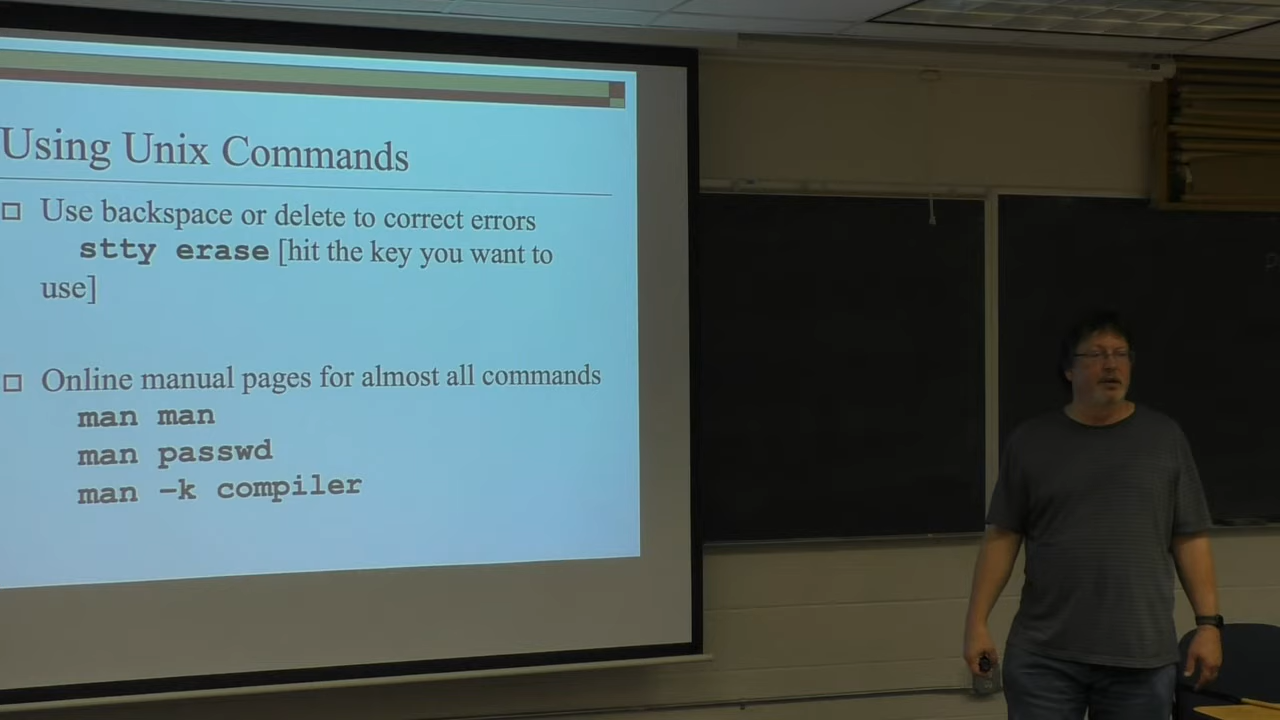 Using Unix Commands
Use backspace or delete to correct errors
stty erase [hit the key you want to
use]
Online manual pages for almost all commands
man man
man passwd
man –k compiler